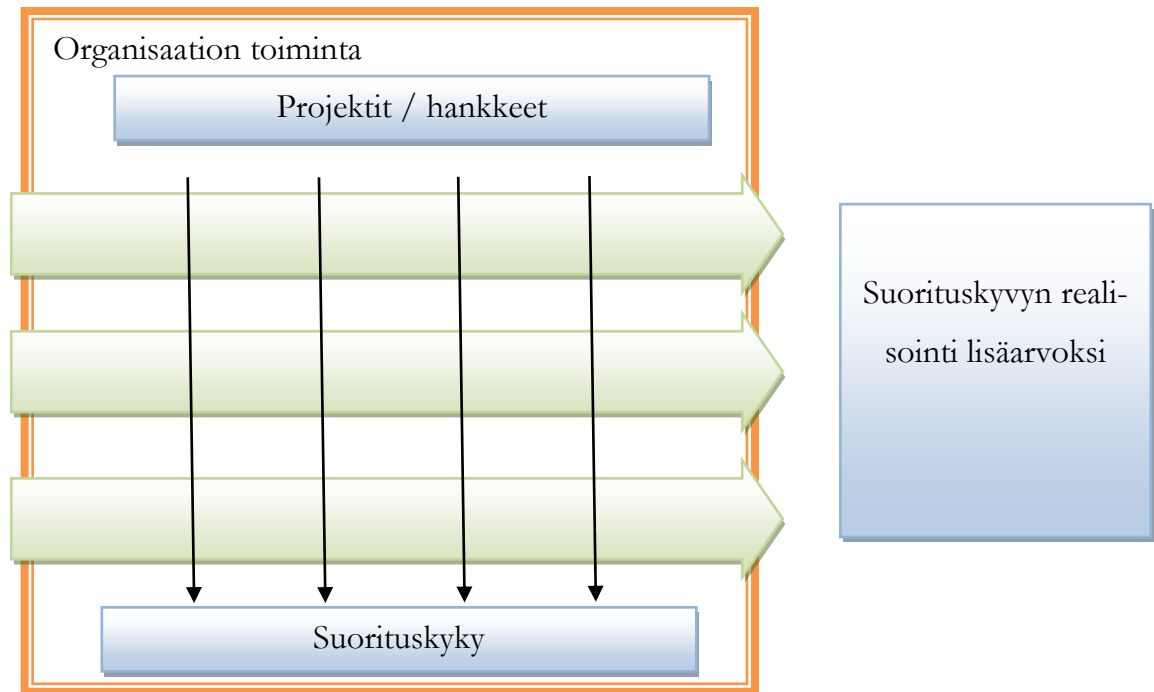 Organisaation toiminta
Projektit / hankkeet
Suorituskyvyn reali-
sointi lisäarvoksi
Suorituskyky